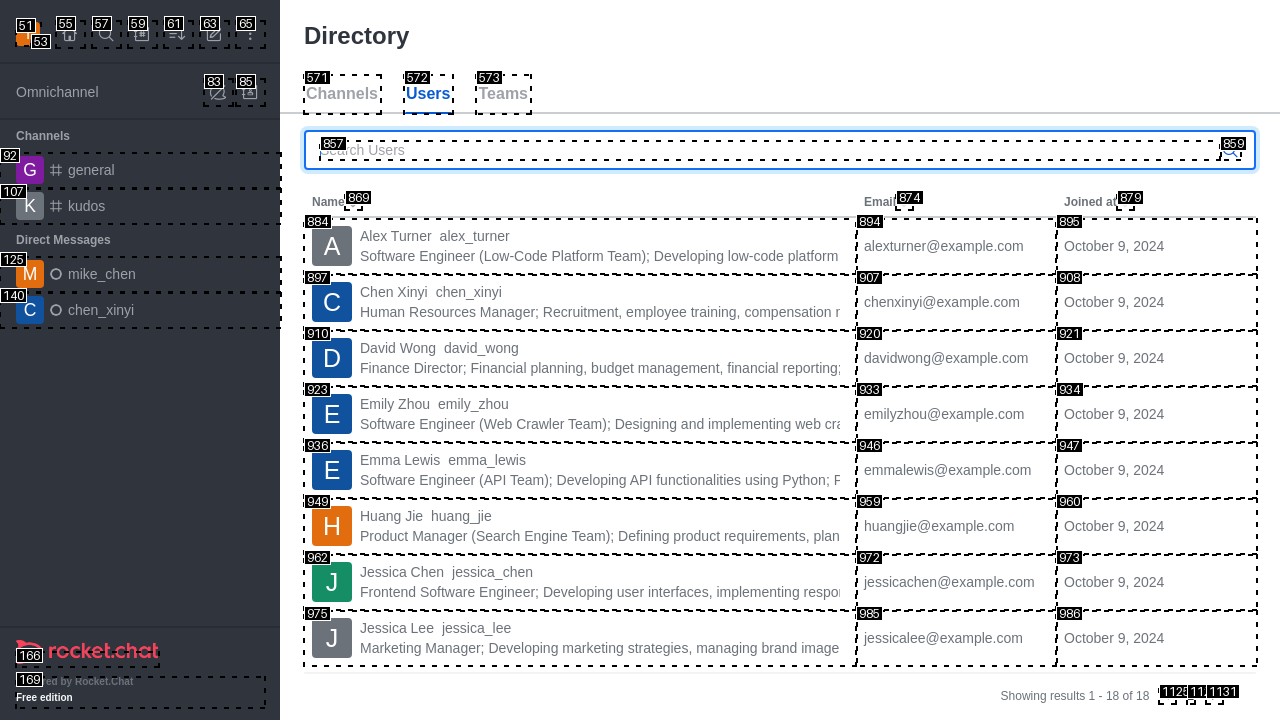 Omnichannel
Channels
G general
K kudos
Direct Messages
M mike_chen
C chen_xinyi
rocket.chat
by Rocket.Chat
Free edition
Directory
Channels Users Teams
Search Users
Name Email Joined at
A Alex Turner alex_turner
Software Engineer (Low-Code Platform Team); Developing low-code platform
alexturner@example.com October 9, 2024
C Chen Xinyi chen_xinyi
Human Resources Manager; Recruitment, employee training, compensation
chenxinyi@example.com October 9, 2024
D David Wong david_wong
Finance Director; Financial planning, budget management, financial reporting;
davidwong@example.com October 9, 2024
E Emily Zhou emily_zhou
Software Engineer (Web Crawler Team); Designing and implementing web cra
emilyzhou@example.com October 9, 2024
E Emma Lewis emma_lewis
Software Engineer (API Team); Developing API functionalities using Python;
emmalewis@example.com October 9, 2024
H Huang Jie huang_jie
Product Manager (Search Engine Team); Defining product requirements, plan
huangjie@example.com October 9, 2024
J Jessica Chen jessica_chen
Frontend Software Engineer; Developing user interfaces, implementing respo
jessicachen@example.com October 9, 2024
J Jessica Lee jessica_lee
Marketing Manager; Developing marketing strategies, managing brand image
jessicalee@example.com October 9, 2024
Showing results 1 - 18 of 18
51 53 55 57 59 61 63 65
83 85
92
107
125
140
166
169
571 572 573
857 859
869 874 879
884 894 895
897 907 908
910 920 921
923 933 934
936 946 947
949 959 960
962 972 973
975 985 986
1131